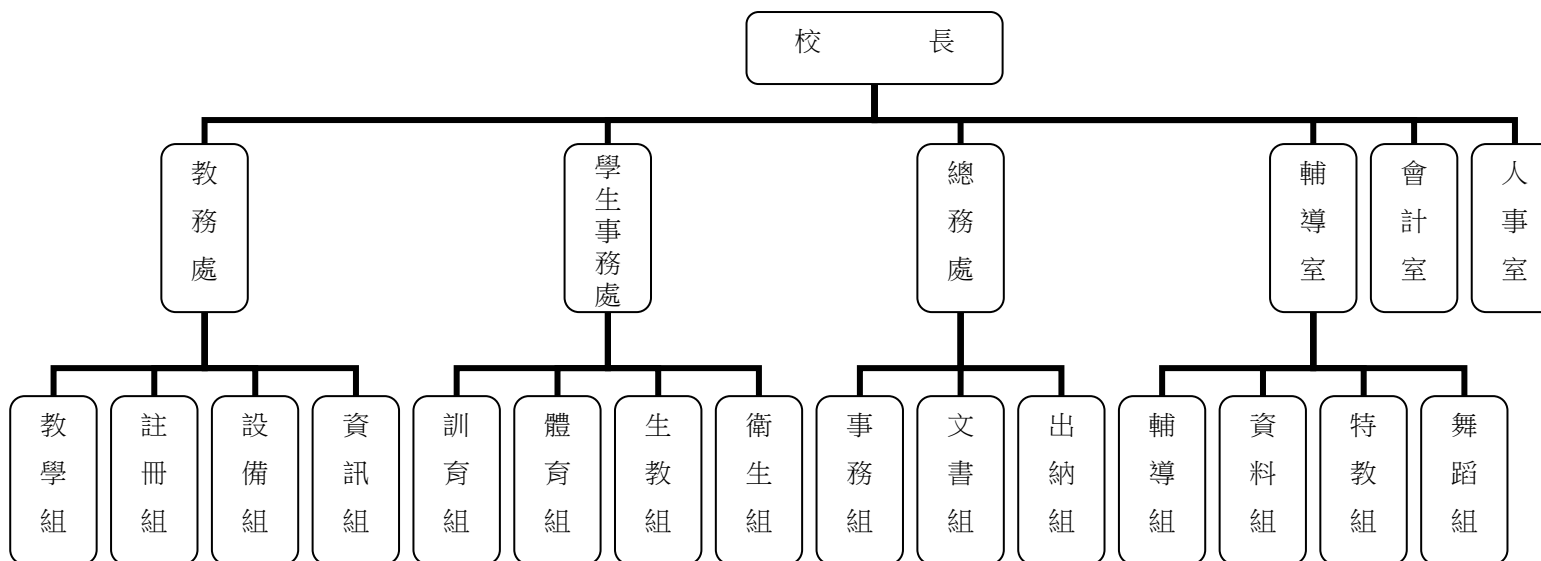 校長
教務處
學生事務處
總務處
輔導室
會計室
人事室
教學組
註冊組
設備組
資訊組
訓育組
體育組
生教組
衛生組
事務組
文書組
出納組
輔導組
資料組
特教組
舞蹈組